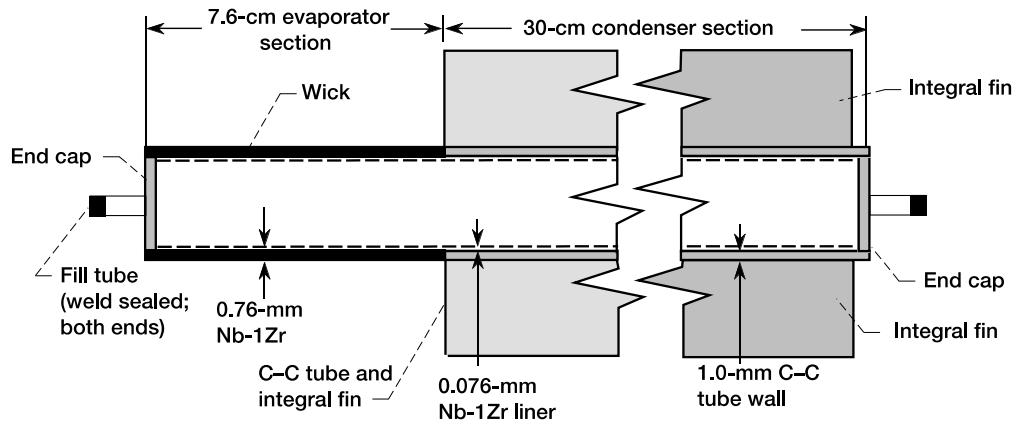 7.6-cm evaporator
section
30-cm condenser section
Wick
Integral fin
End cap
Fill tube
(weld sealed;
both ends)
0.76-mm
Nb-1Zr
C–C tube and
integral fin
0.076-mm
Nb-1Zr liner
1.0-mm C–C
tube wall
End cap
Integral fin